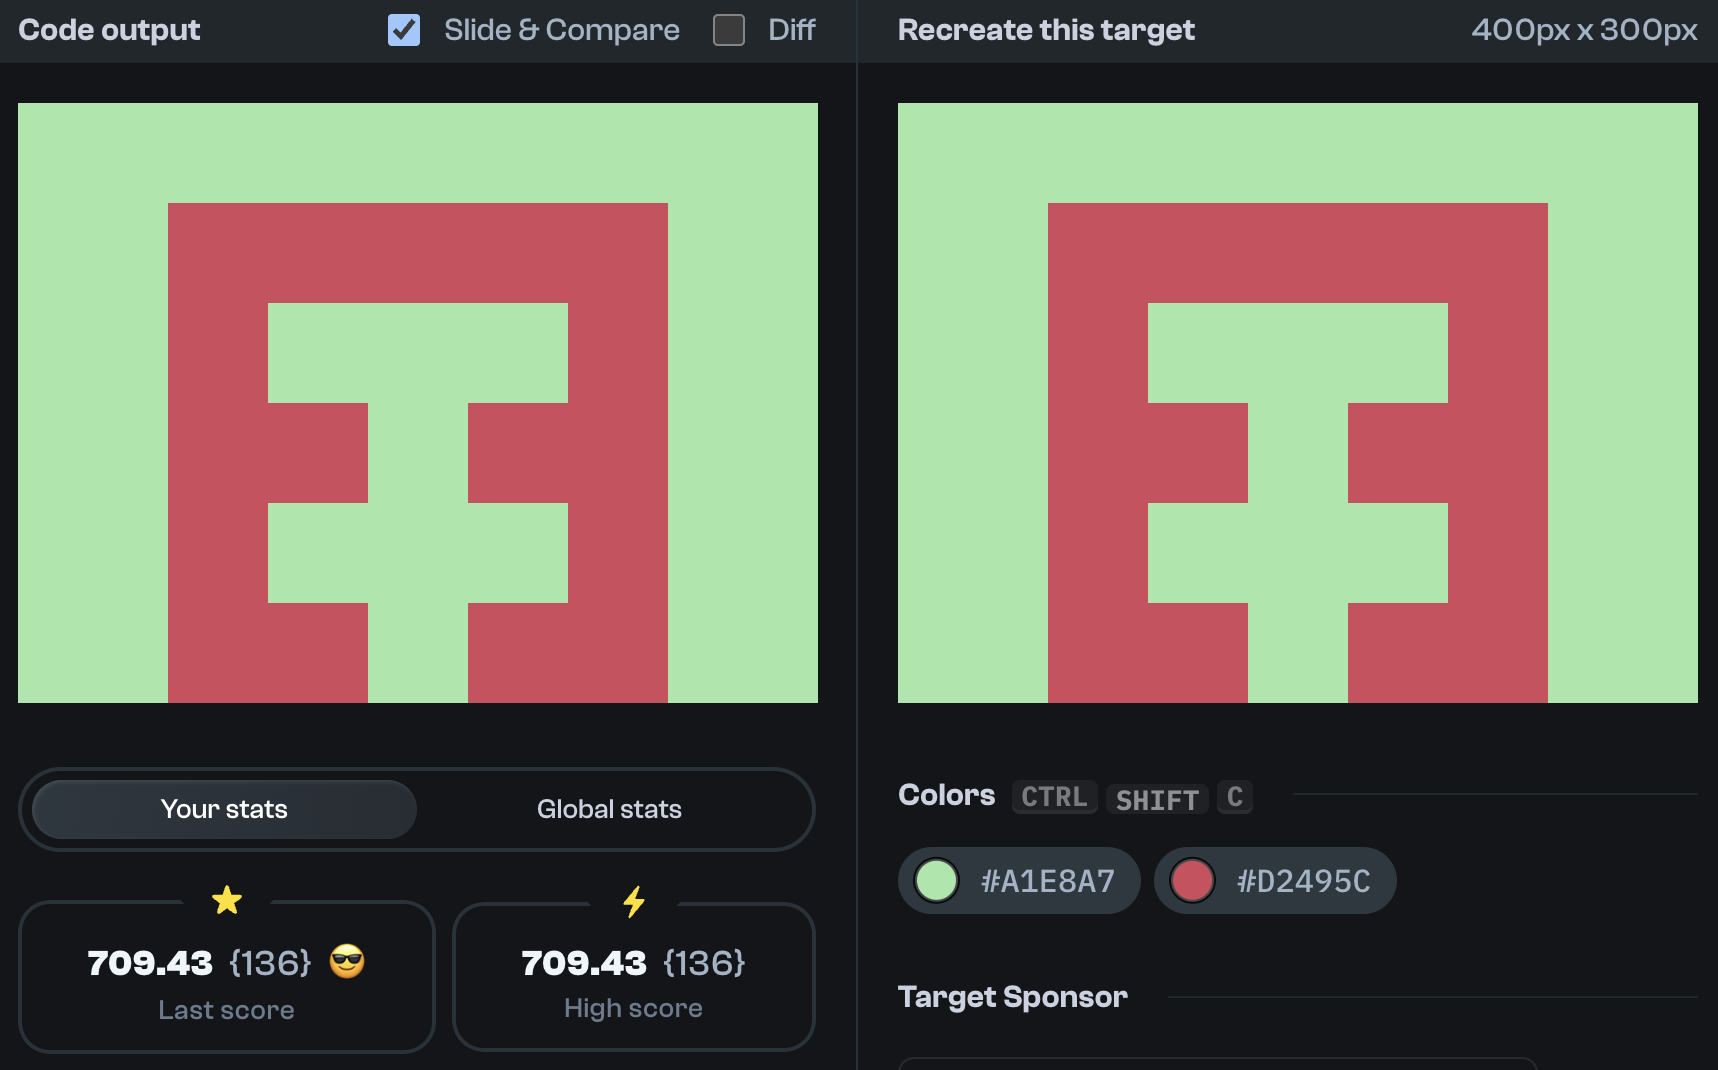 Code output
Slide & Compare
Diff
Recreate this target
400px x 300px
Your stats
Global stats
709.43 {136}
Last score
709.43 {136}
High score
Colors CTRL SHIFT C
#A1E8A7
#D2495C
Target Sponsor